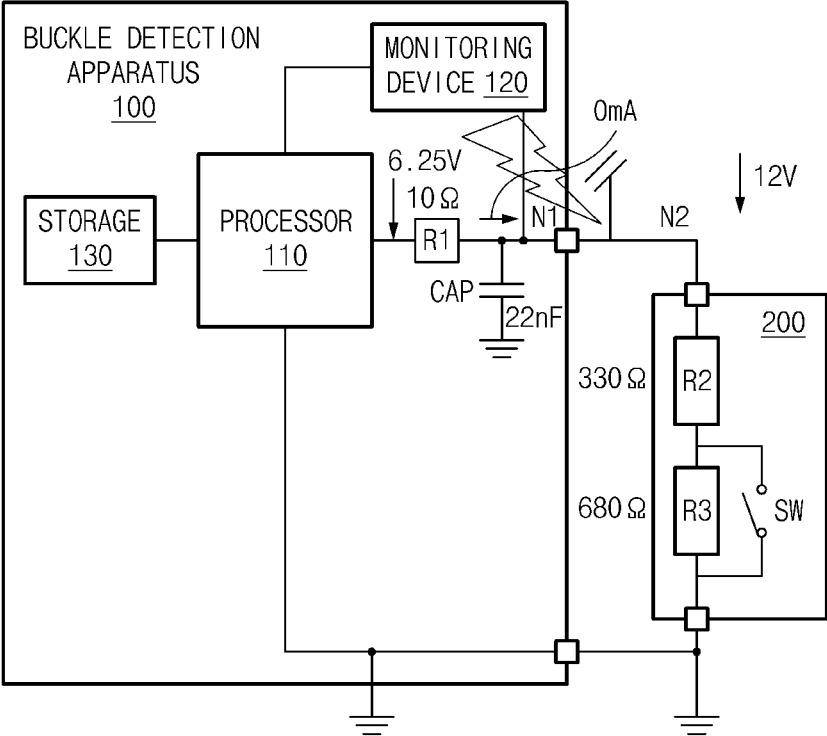 BUCKLE DETECTION
APPARATUS
100
MONITORING
DEVICE 120
0mA
6.25V
12V
10Ω
STORAGE
130
PROCESSOR
110
R1
N1
N2
CAP
22nF
200
330Ω
R2
680Ω
R3
SW